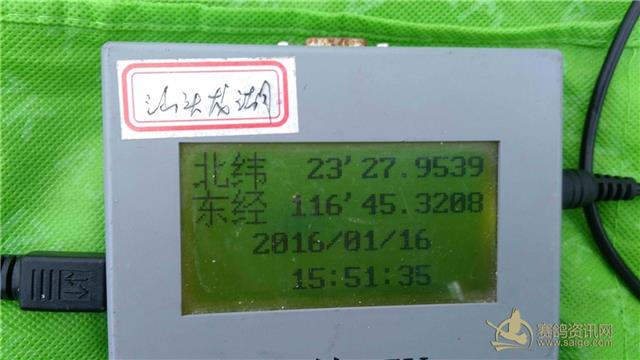 汕头龙湖
北纬 23'27.9539
东经 116'45.3208
2016/01/16
15:51:35
赛鸽资讯网
www.saige.com